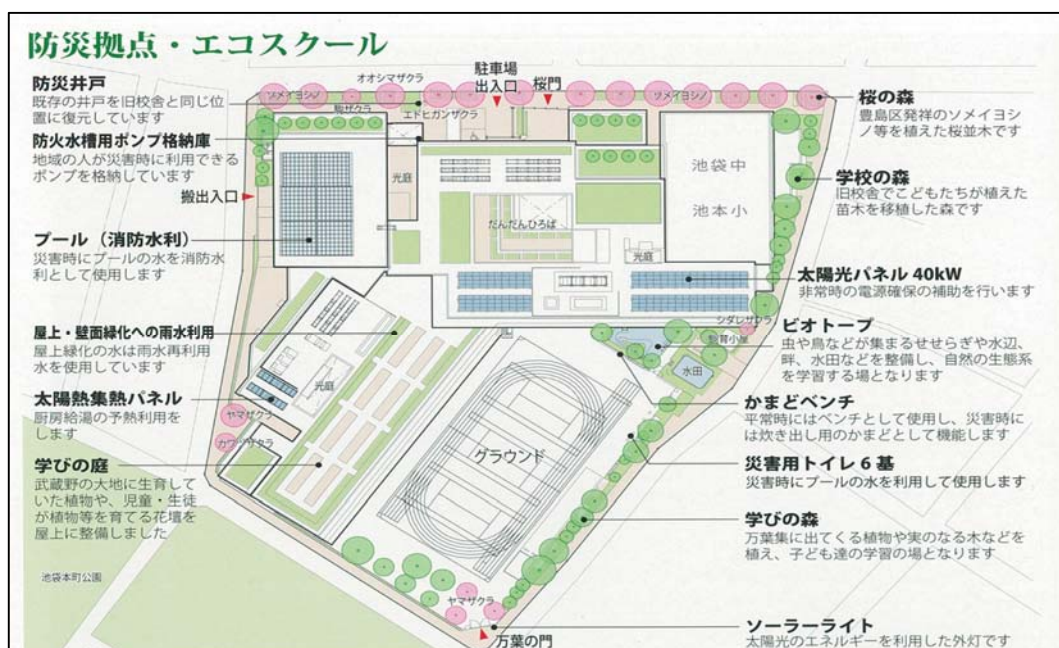 防災拠点・エコスクール
防災井戸
既存の井戸を旧校舎と同じ位
置に復元しています
防火水槽用ポンプ格納庫
地域の人が災害時に利用できる
ポンプを格納しています
搬出入口
プール（消防水利）
災害時にプールの水を消防水
利として使用します
屋上・壁面緑化への雨水利用
屋上緑化の水は雨水再利用
水を使用しています
太陽熱集熱パネル
厨房給湯の予熱利用を
します
学びの庭
武蔵野の大地に生育して
いた植物や、児童・生徒
が植物等を育てる花壇を
屋上に整備しました
池袋本町公園
ソメイヨシノ
オオシマザクラ
エドヒガンザクラ
駐車場
出入口
桜門
ソメイヨシノ
光庭
だんだんひろば
池袋中
池本小
光庭
光庭
ヤマザクラ
カワヅザクラ
グラウンド
シダレザクラ
飼育小屋
水田
ヤマザクラ
万葉の門
桜の森
豊島区発祥のソメイヨシ
ノ等を植えた桜並木です
学校の森
旧校舎でこどもたちが植えた
苗木を移植した森です
太陽光パネル 40kW
非常時の電源確保の補助を行います
ビオトープ
虫や鳥などが集まるせせらぎや水辺、
畔、水田などを整備し、自然の生態系
を学習する場となります
かまどベンチ
平常時にはベンチとして使用し、災害時に
は炊き出し用のかまどとして機能します
災害用トイレ 6 基
災害時にプールの水を利用して使用します
学びの森
万葉集に出てくる植物や実のなる木などを
植え、子ども達の学習の場となります
ソーラーライト
太陽光のエネルギーを利用した外灯です